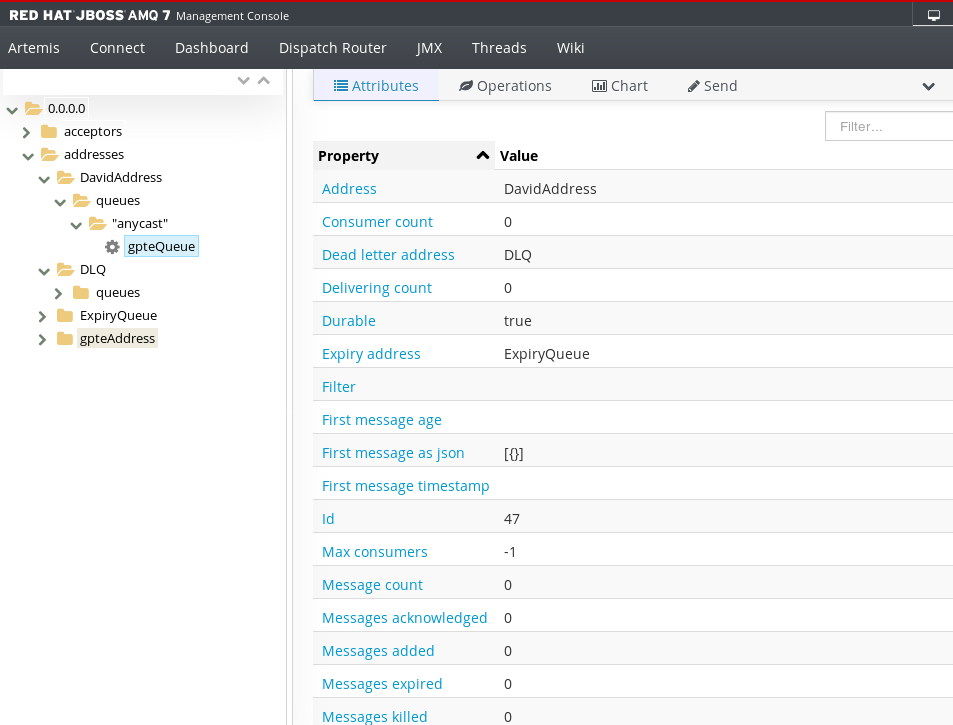 RED HAT JBOSS AMQ 7 Management Console
Artemis Connect Dashboard Dispatch Router JMX Threads Wiki
0.0.0.0
acceptors
addresses
DavidAddress
queues
"anycast"
gpteQueue
DLQ
queues
ExpiryQueue
gpteAddress
Attributes Operations Chart Send
Filter...
Property Value
Address DavidAddress
Consumer count 0
Dead letter address DLQ
Delivering count 0
Durable true
Expiry address ExpiryQueue
Filter
First message age
First message as json [{}]
First message timestamp
Id 47
Max consumers -1
Message count 0
Messages acknowledged 0
Messages added 0
Messages expired 0
Messages killed 0